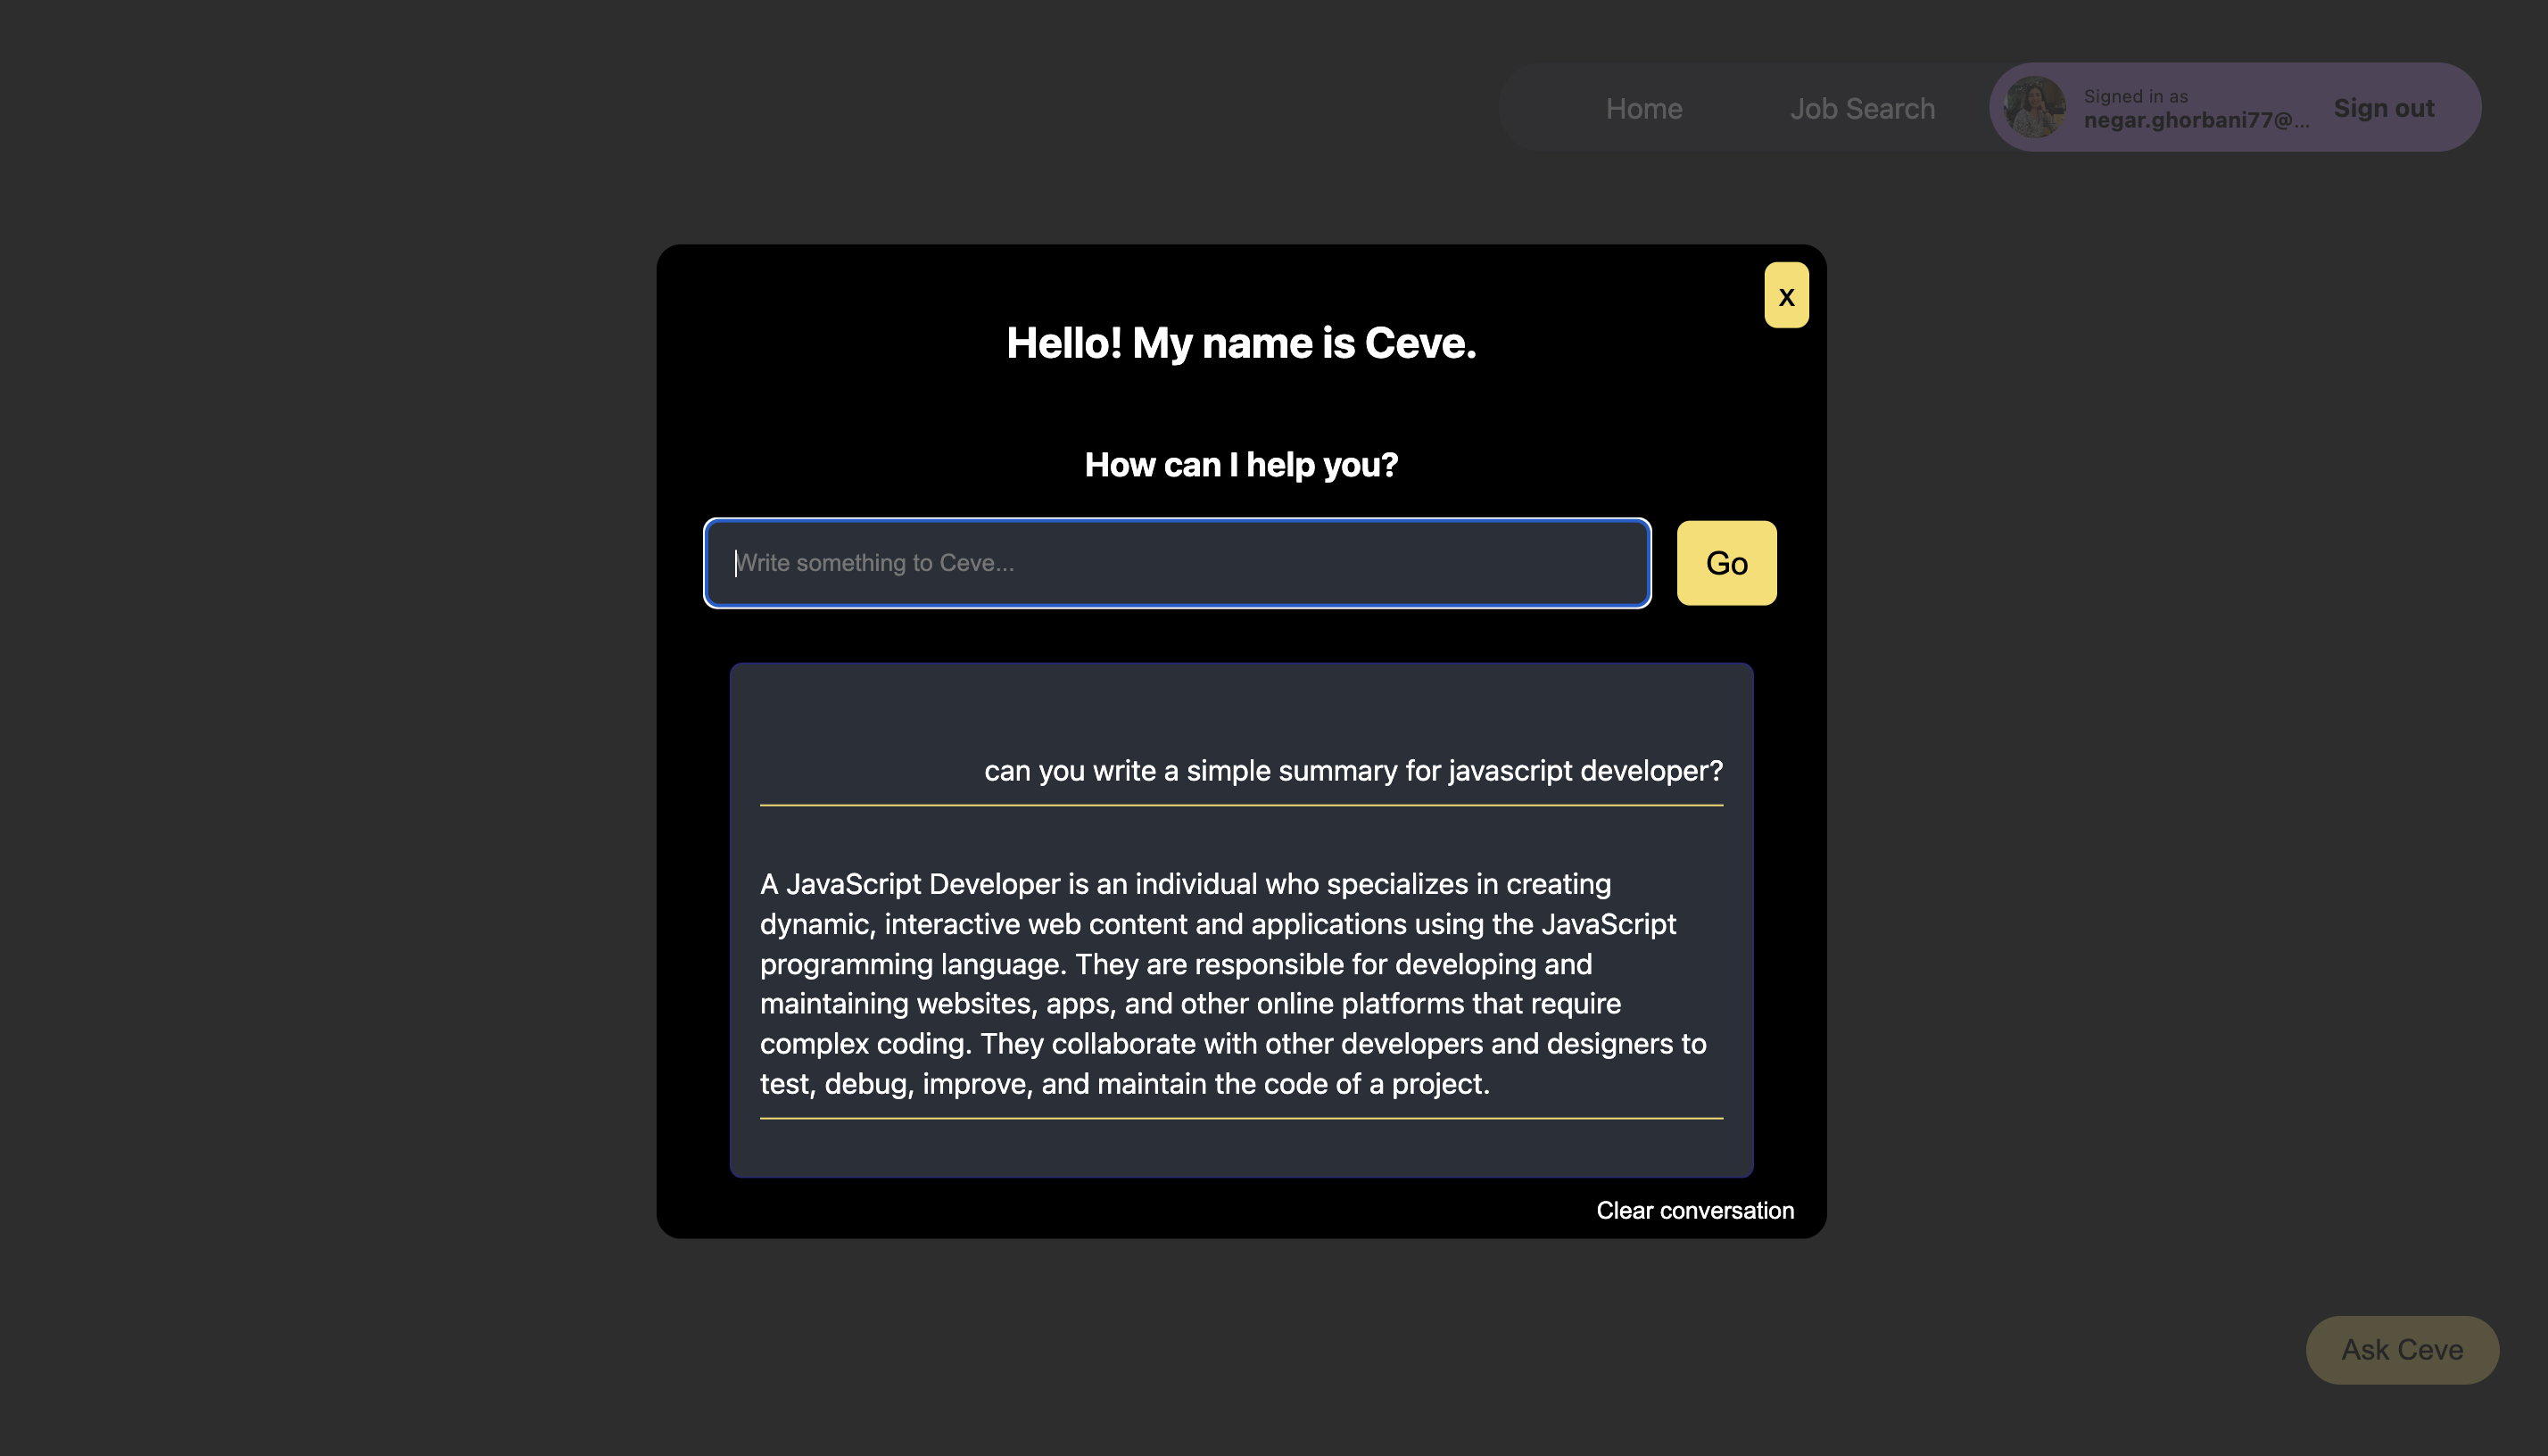 Home
Job Search
Signed in as
negar.ghorbani77@...
Sign out
x
Hello! My name is Ceve.
How can I help you?
Write something to Ceve...
Go
can you write a simple summary for javascript developer?
A JavaScript Developer is an individual who specializes in creating
dynamic, interactive web content and applications using the JavaScript
programming language. They are responsible for developing and
maintaining websites, apps, and other online platforms that require
complex coding. They collaborate with other developers and designers to
test, debug, improve, and maintain the code of a project.
Clear conversation
Ask Ceve